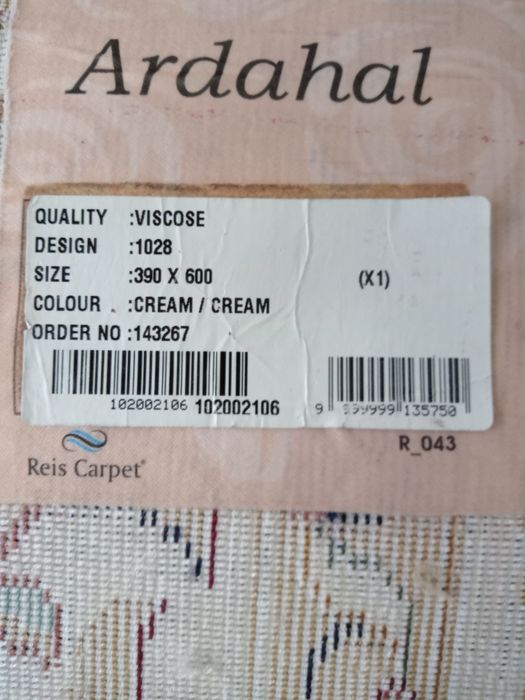 Ardahal
QUALITY :VISCOSE
DESIGN :1028
SIZE :390 X 600 (X1)
COLOUR . :CREAM / CREAM
ORDER NO :143267
102002106 102002106
135750
R_043
Reis Carpet